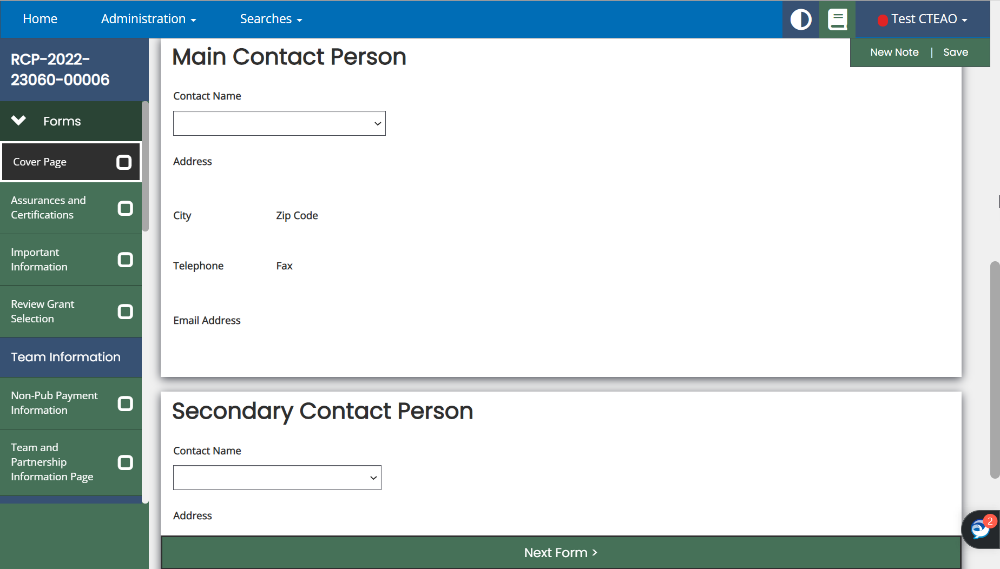 Home
Administration
Searches
Test CTEAO
New Note | Save
RCP-2022-
23060-00006
Forms
Cover Page
Assurances and
Certifications
Important
Information
Review Grant
Selection
Team Information
Non-Pub Payment
Information
Team and
Partnership
Information Page
Main Contact Person
Contact Name
Address
City
Zip Code
Telephone
Fax
Email Address
Secondary Contact Person
Contact Name
Address
Next Form >
2